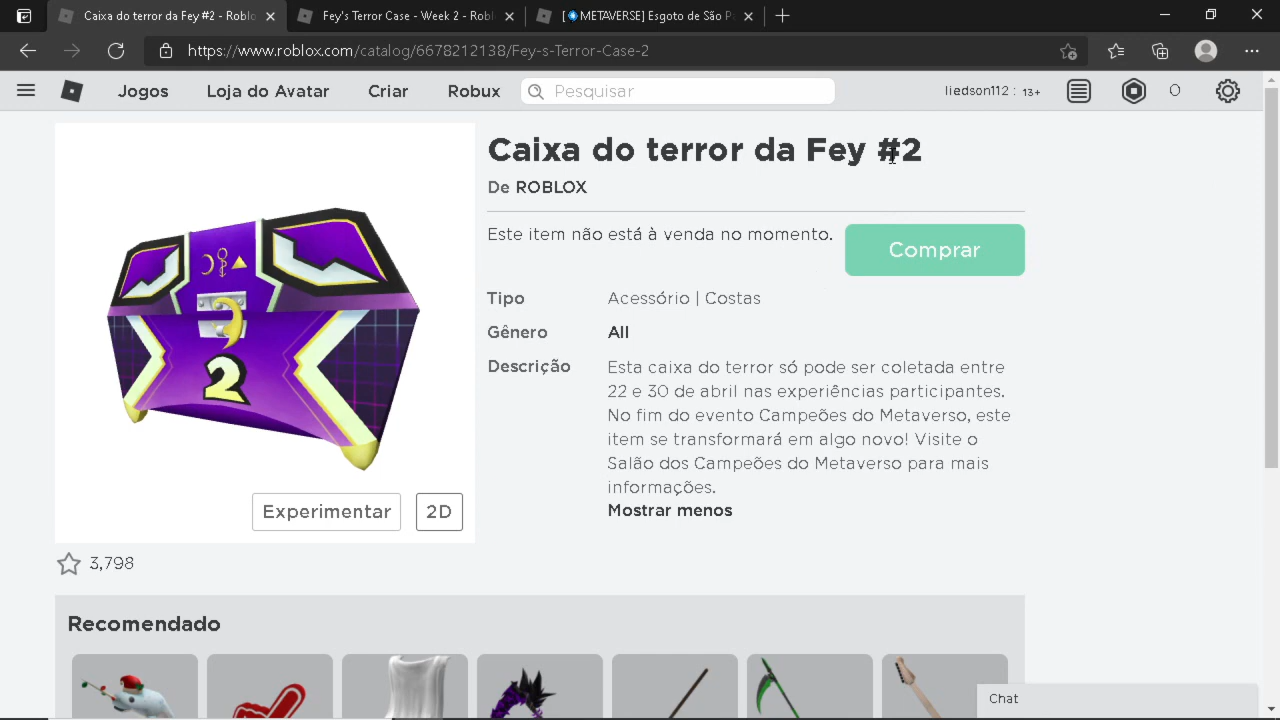 Caixa do terror da Fey #2 - Roblo
Fey's Terror Case - Week 2 - Robl
[🔷METAVERSE] Esgoto de São P
https://www.roblox.com/catalog/6678212138/Fey-s-Terror-Case-2
Jogos
Loja do Avatar
Criar
Robux
Pesquisar
liedson112 : 13+
0
Caixa do terror da Fey #2
De ROBLOX
Este item não está à venda no momento.
Comprar
Tipo
Acessório | Costas
Gênero
All
Descrição
Esta caixa do terror só pode ser coletada entre
22 e 30 de abril nas experiências participantes.
No fim do evento Campeões do Metaverso, este
item se transformará em algo novo! Visite o
Salão dos Campeões do Metaverso para mais
informações.
Mostrar menos
2
Experimentar
2D
3,798
Recomendado
Chat